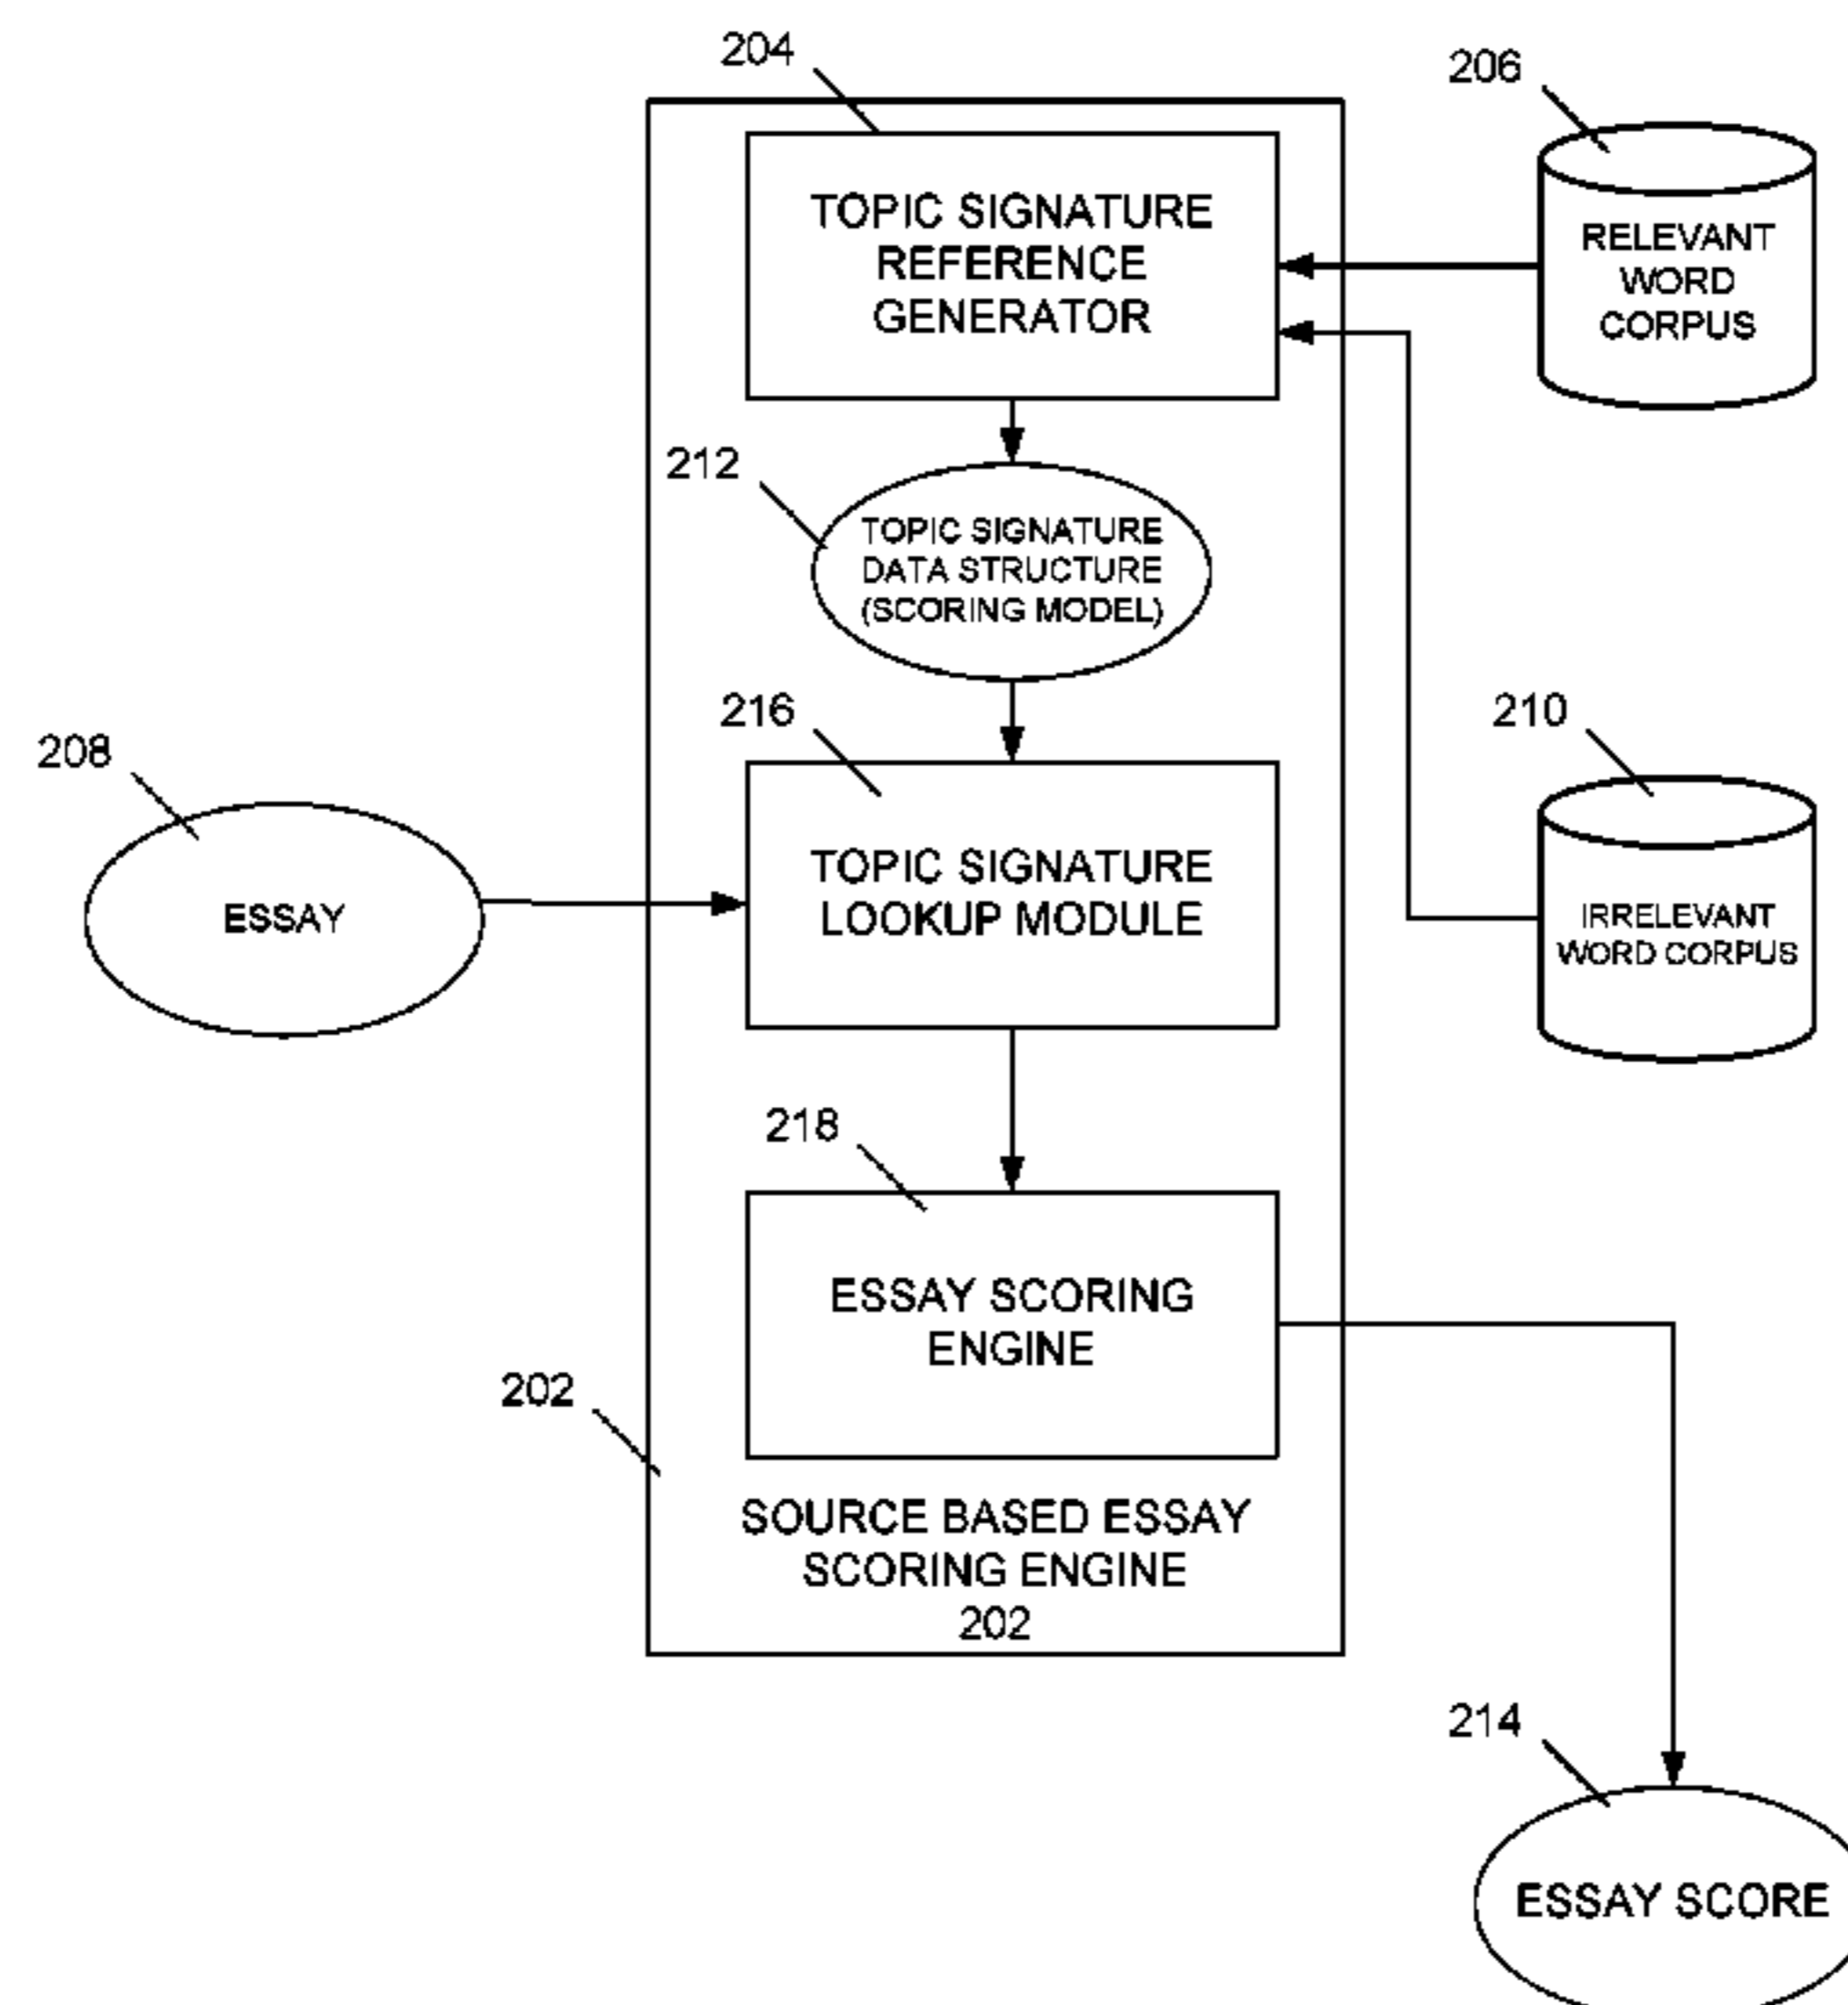 204
206
TOPIC SIGNATURE
REFERENCE
GENERATOR
RELEVANT
WORD
CORPUS
212
TOPIC SIGNATURE
DATA STRUCTURE
(SCORING MODEL)
216
210
208
TOPIC SIGNATURE
LOOKUP MODULE
ESSAY
IRRELEVANT
WORD CORPUS
218
ESSAY SCORING
ENGINE
202
SOURCE BASED ESSAY
SCORING ENGINE
202
214
ESSAY SCORE